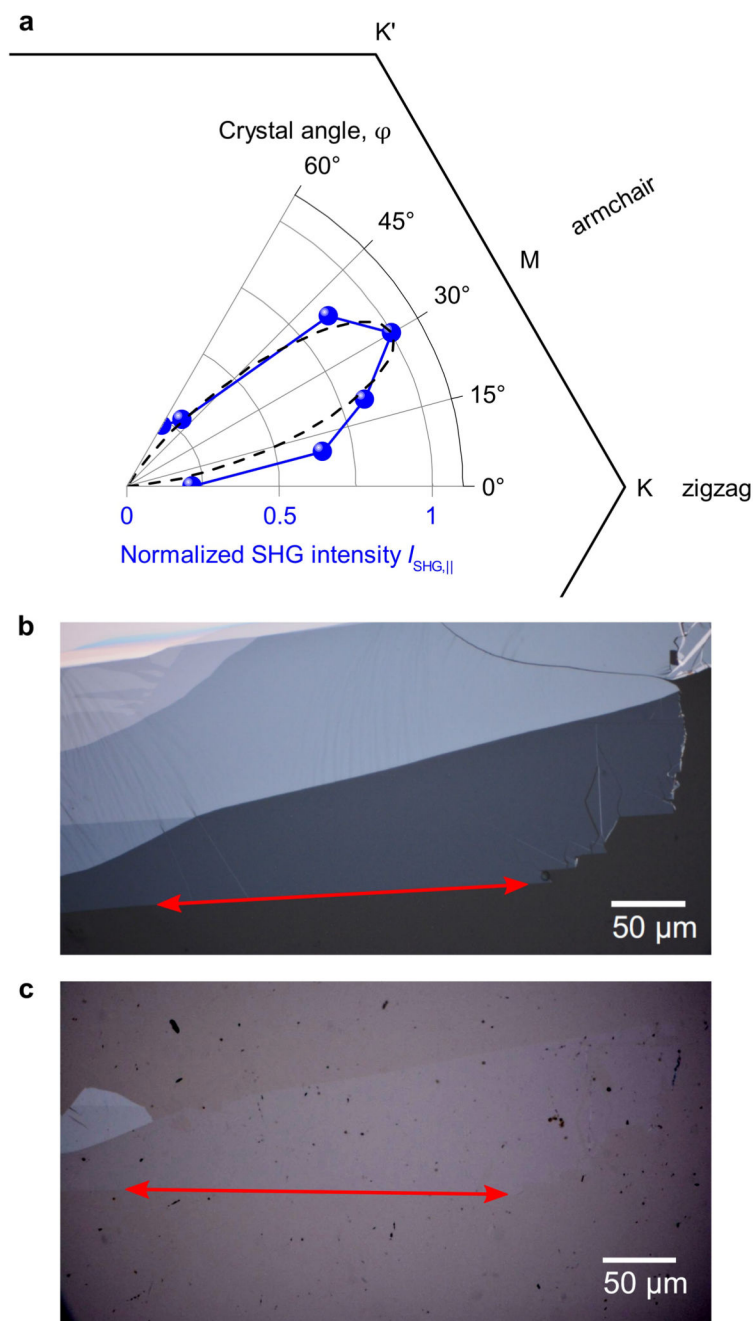 a
K'
Crystal angle, φ
60°
45°
armchair
M
30°
15°
0°
K zigzag
0 0.5 1
Normalized SHG intensity I_SHG,||
b
50 μm
c
50 μm